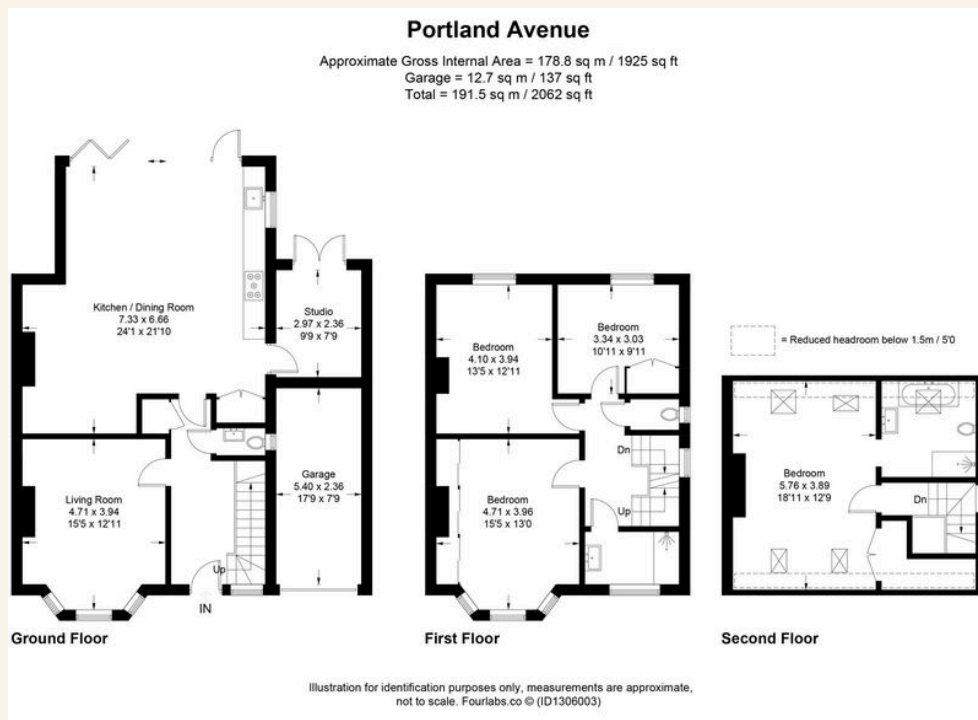 Portland Avenue
Approximate Gross Internal Area = 178.8 sq m / 1925 sq ft
Garage = 12.7 sq m / 137 sq ft
Total = 191.5 sq m / 2062 sq ft
Kitchen / Dining Room
7.33 x 6.66
24'1 x 21'10
Studio
2.97 x 2.36
9'9 x 7'9
Living Room
4.71 x 3.94
15'5 x 12'11
Garage
5.40 x 2.36
17'9 x 7'9
Up
IN
Ground Floor
Bedroom
4.10 x 3.94
13'5 x 12'11
Bedroom
3.34 x 3.03
10'11 x 9'11
Dn
Bedroom
4.71 x 3.96
15'5 x 13'0
Up
First Floor
= Reduced headroom below 1.5m / 5'0
Bedroom
5.76 x 3.89
18'11 x 12'9
Dn
Second Floor
Illustration for identification purposes only, measurements are approximate,
not to scale. Fourlabs.co © (ID1306003)